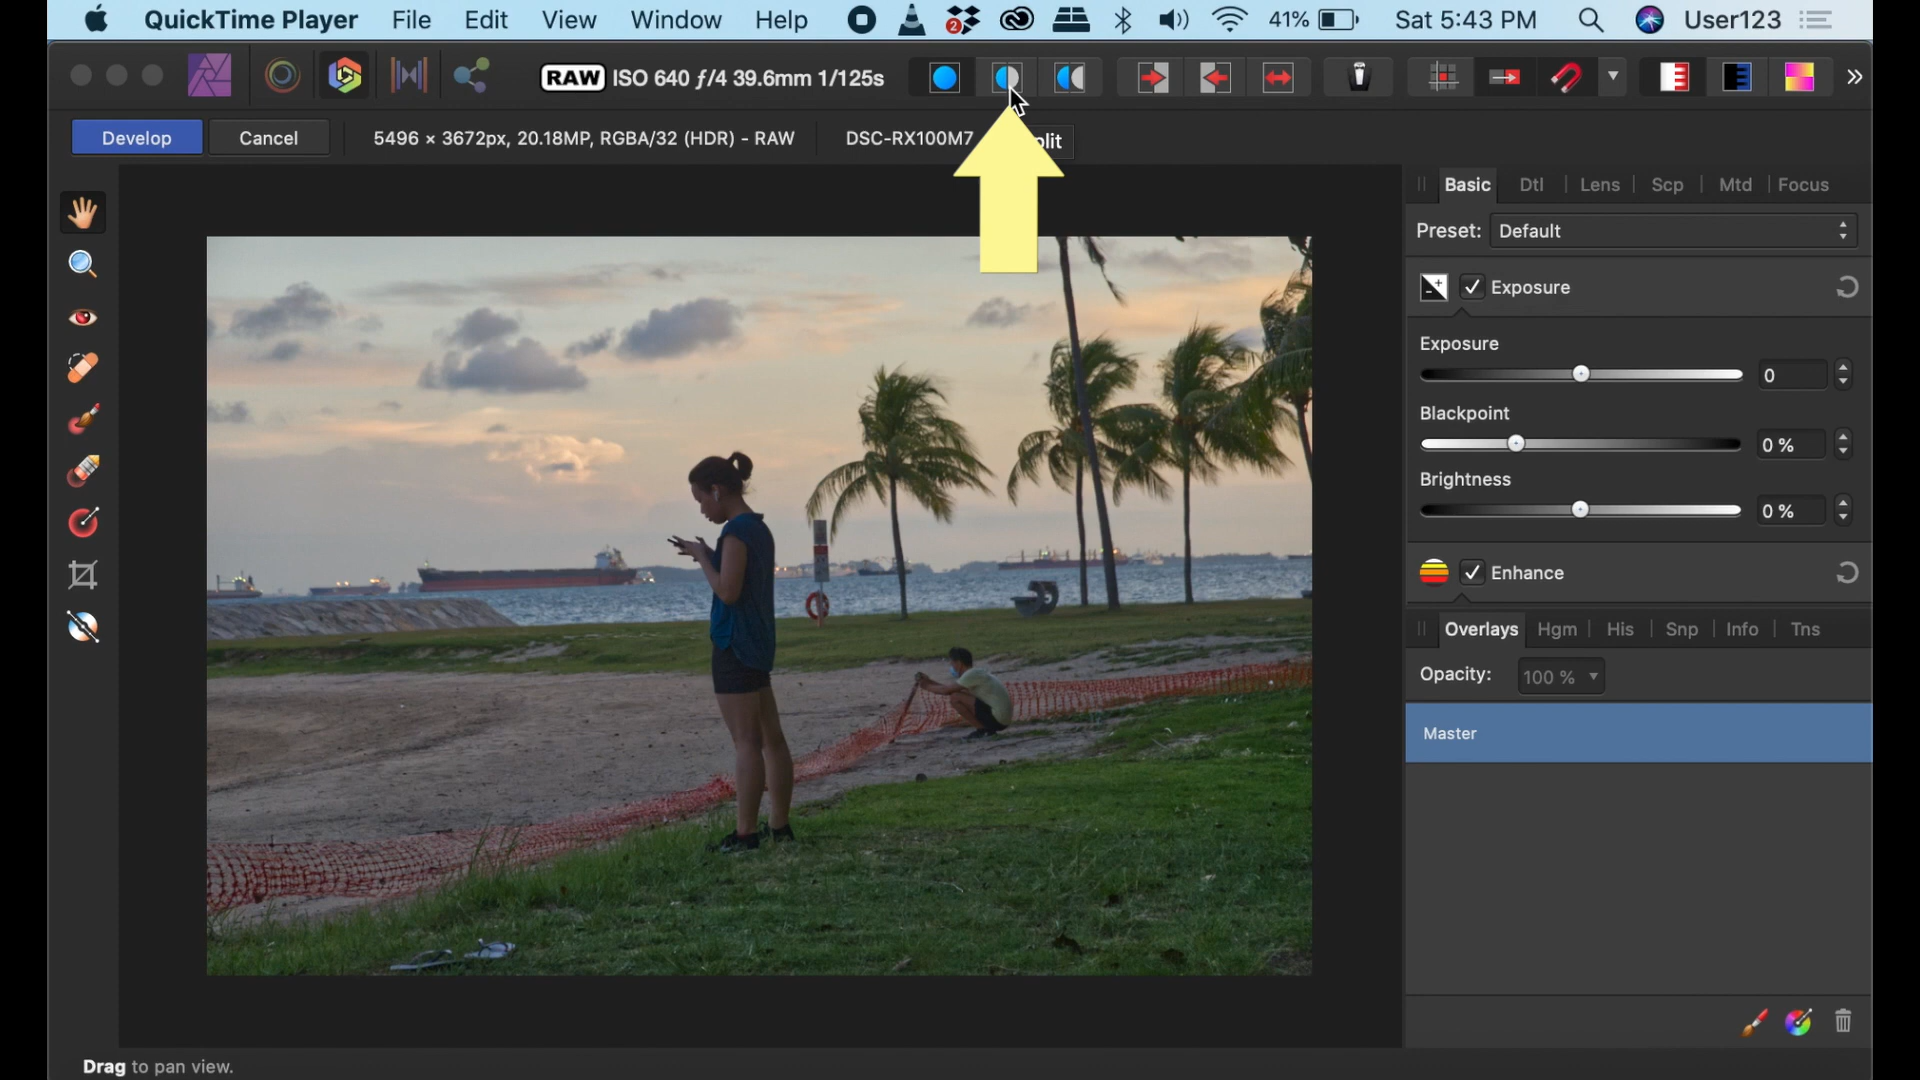 QuickTime Player File Edit View Window Help 2 41% Sat 5:43 PM User123
RAW ISO 640 ƒ/4 39.6mm 1/125s
Develop Cancel 5496 × 3672px, 20.18MP, RGBA/32 (HDR) - RAW DSC-RX100M7
Basic Dtl Lens Scp Mtd Focus
Preset: Default
Exposure
Exposure
0
Blackpoint
0 %
Brightness
0 %
Enhance
Overlays Hgm His Snp Info Tns
Opacity: 100 %
Master
Drag to pan view.